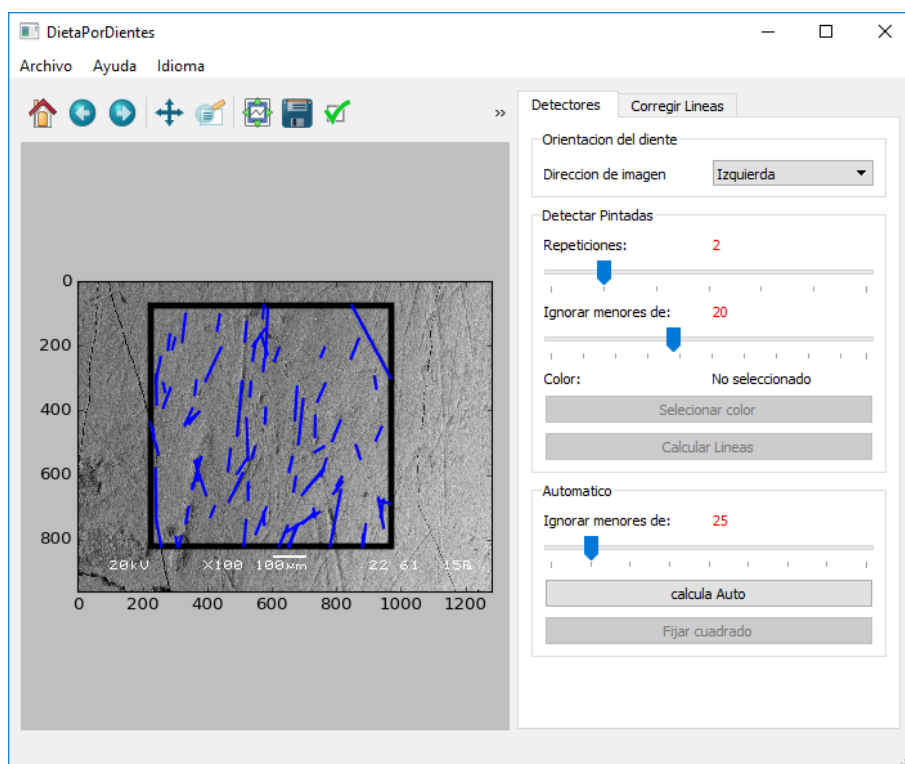 DietaPorDientes
Archivo Ayuda Idioma
»
Detectores Corregir Lineas
Orientacion del diente
Direccion de imagen Izquierda
Detectar Pintadas
Repeticiones: 2
Ignorar menores de: 20
Color: No seleccionado
Selecionar color
Calcular Lineas
Automatico
Ignorar menores de: 25
calcula Auto
Fijar cuadrado
0
200
400
600
800
20kV X100 100µm 22 61 15A
0 200 400 600 800 1000 1200